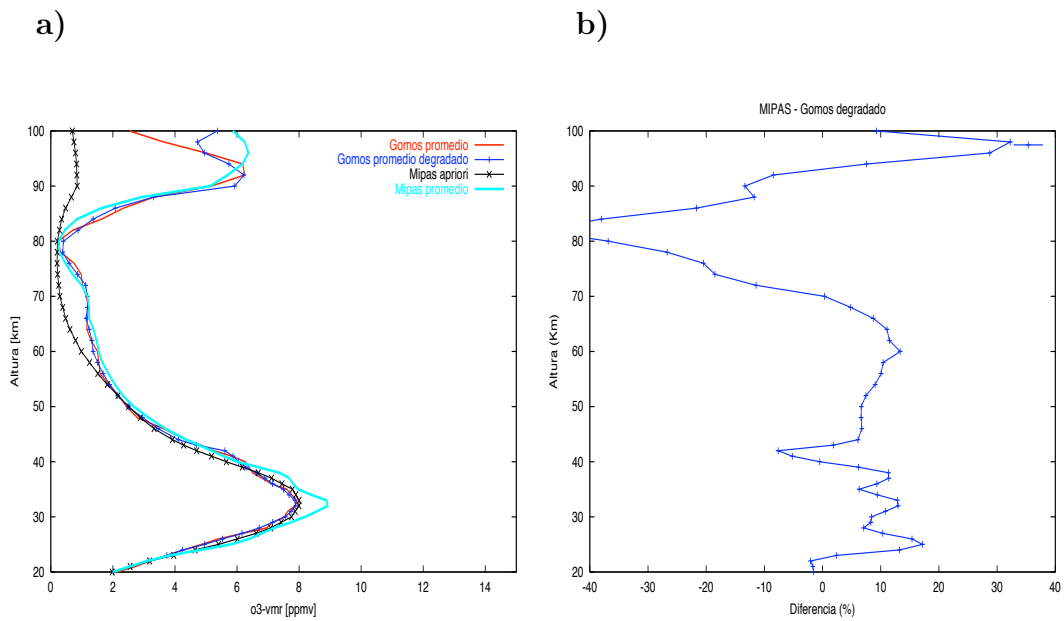 a)
b)
MIPAS - Gomos degradado
Gomos promedio
Gomos promedio degradado
Mipas apriori
Mipas promedio
Altura [km]
100
90
80
70
60
50
40
30
20
0 2 4 6 8 10 12 14
o3-vmr [ppmv]
Altura (Km)
100
90
80
70
60
50
40
30
20
-40 -30 -20 -10 0 10 20 30 40
Diferencia (%)